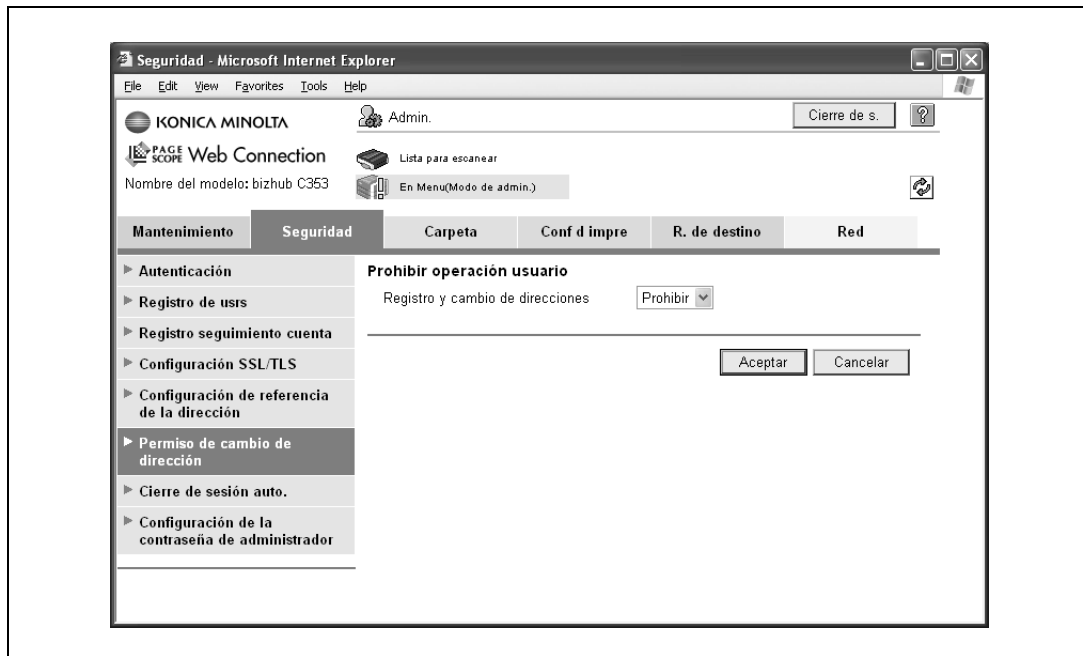 Seguridad - Microsoft Internet Explorer
File Edit View Favorites Tools Help
KONICA MINOLTA
Admin.
Cierre de s.
?
PAGE SCOPE Web Connection
Lista para escanear
Nombre del modelo: bizhub C353
En Menu(Modo de admin.)
Mantenimiento Seguridad Carpeta Conf d impre R. de destino Red
Autenticación
Registro de usrs
Registro seguimiento cuenta
Configuración SSL/TLS
Configuración de referencia
de la dirección
Permiso de cambio de
dirección
Cierre de sesión auto.
Configuración de la
contraseña de administrador
Prohibir operación usuario
Registro y cambio de direcciones Prohibir
Aceptar Cancelar